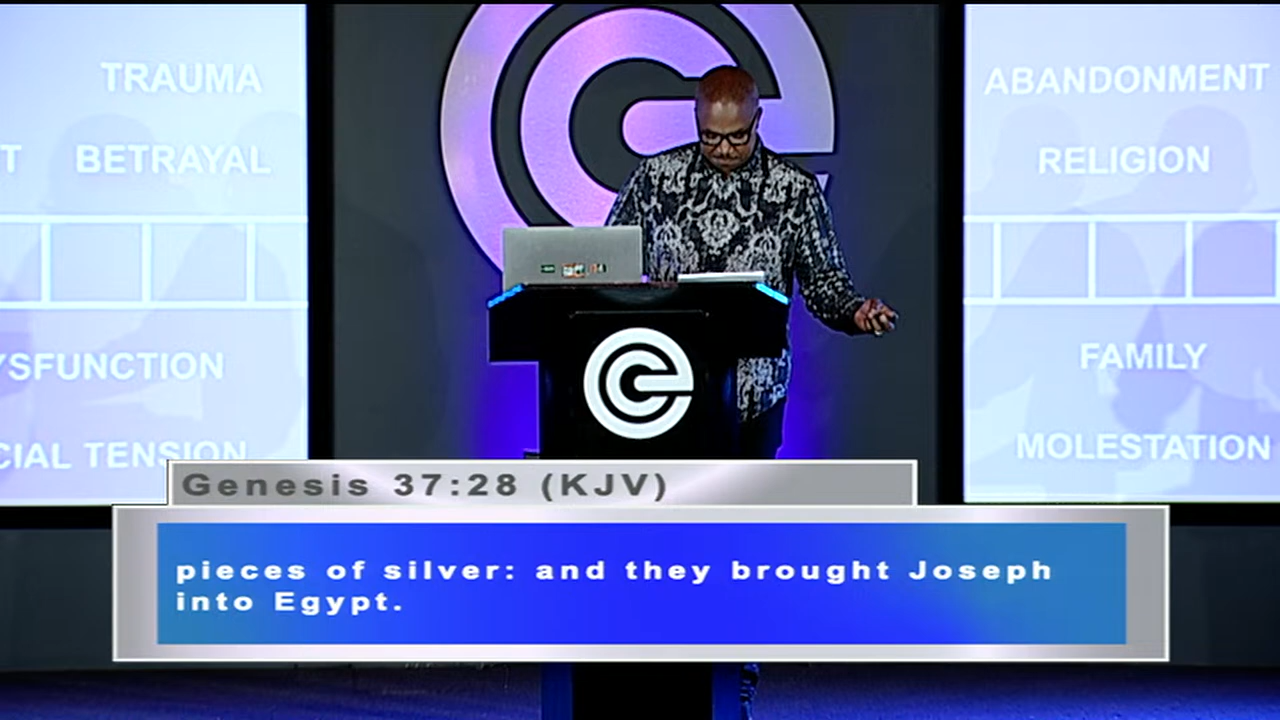 TRAUMA
T BETRAYAL
YSFUNCTION
CIAL TENSION
ABANDONMENT
RELIGION
FAMILY
MOLESTATION
Genesis 37:28 (KJV)
pieces of silver: and they brought Joseph
into Egypt.